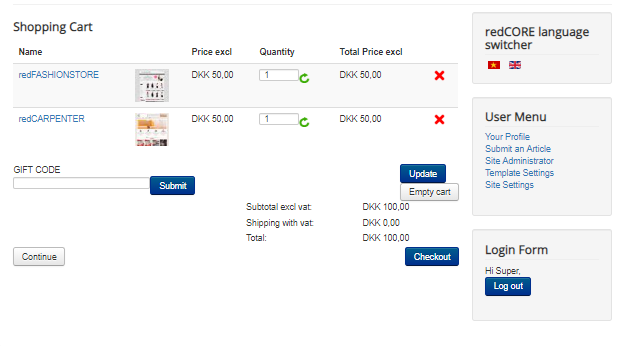 Shopping Cart
Name Price excl Quantity Total Price excl
redFASHIONSTORE DKK 50,00 1 DKK 50,00
redCARPENTER DKK 50,00 1 DKK 50,00
GIFT CODE
Submit
Update
Empty cart
Subtotal excl vat: DKK 100,00
Shipping with vat: DKK 0,00
Total: DKK 100,00
Continue
Checkout
redCORE language
switcher
User Menu
Your Profile
Submit an Article
Site Administrator
Template Settings
Site Settings
Login Form
Hi Super,
Log out